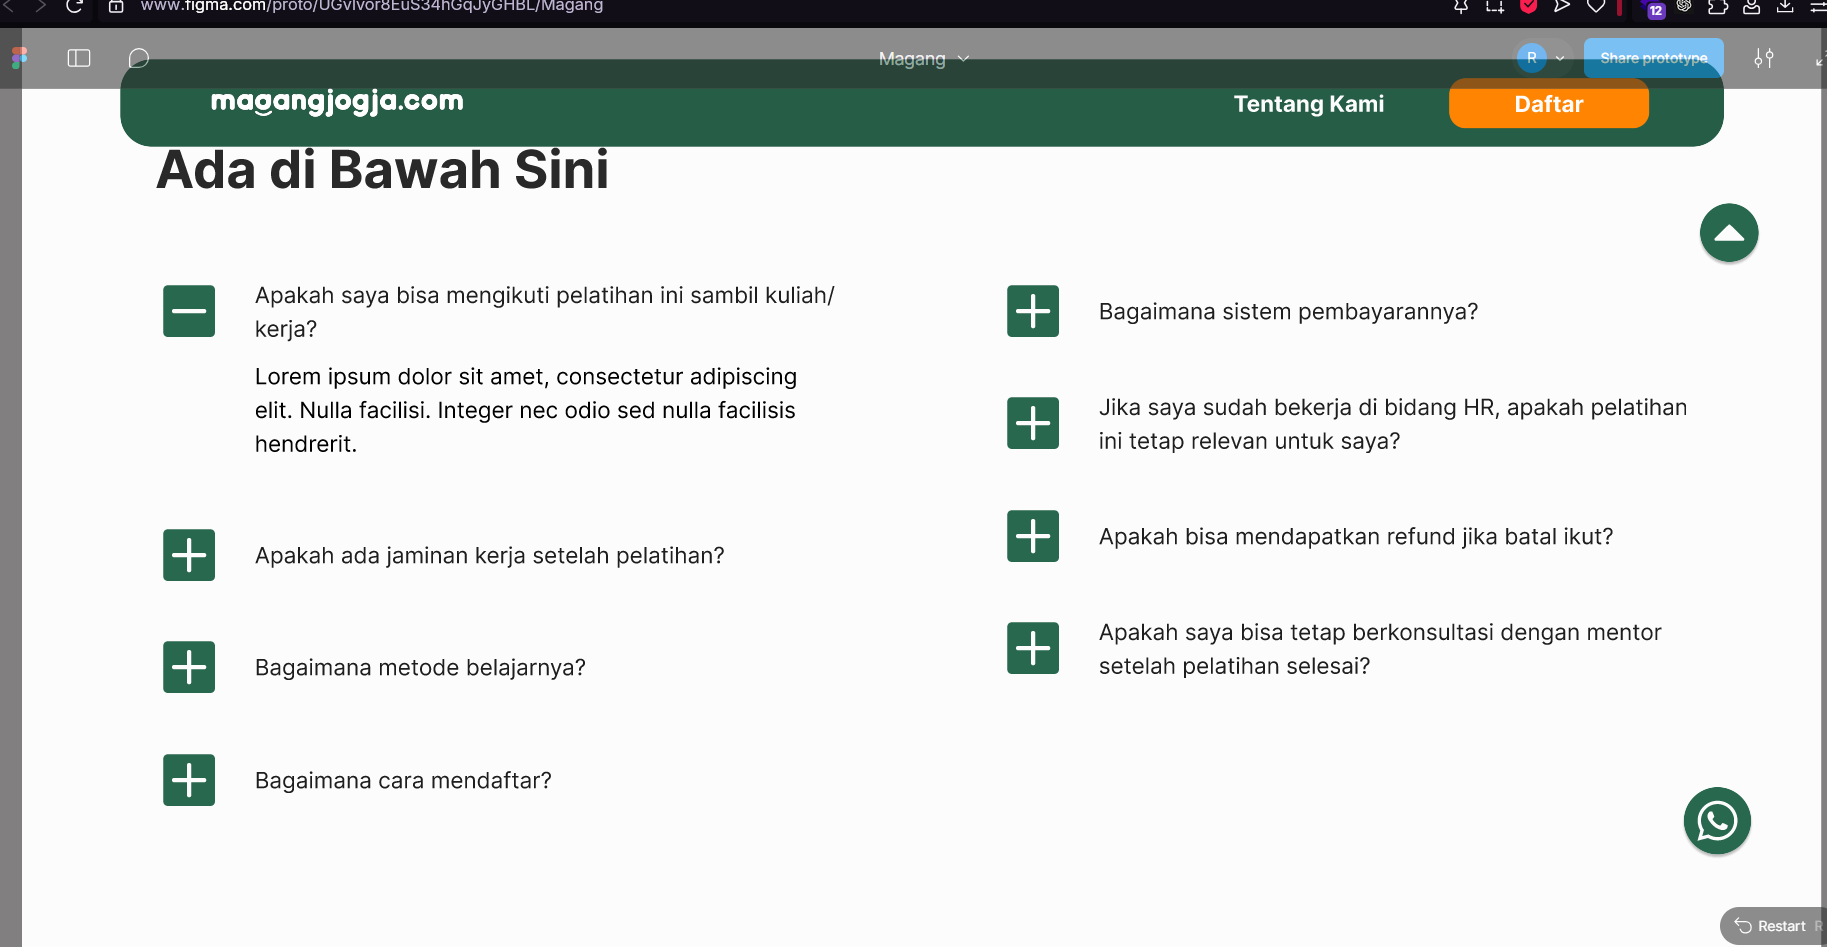 www.figma.com/proto/UGvIvor8EuS34hGqJyGHBL/Magang
12
Magang
R
Share prototype
magangjogja.com
Tentang Kami
Daftar
Ada di Bawah Sini
Apakah saya bisa mengikuti pelatihan ini sambil kuliah/
kerja?
Lorem ipsum dolor sit amet, consectetur adipiscing
elit. Nulla facilisi. Integer nec odio sed nulla facilisis
hendrerit.
Apakah ada jaminan kerja setelah pelatihan?
Bagaimana metode belajarnya?
Bagaimana cara mendaftar?
Bagaimana sistem pembayarannya?
Jika saya sudah bekerja di bidang HR, apakah pelatihan
ini tetap relevan untuk saya?
Apakah bisa mendapatkan refund jika batal ikut?
Apakah saya bisa tetap berkonsultasi dengan mentor
setelah pelatihan selesai?
Restart R